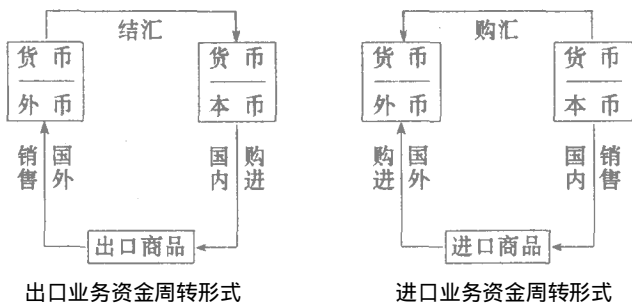 结汇
货币
外币
货币
本币
销售
国外
国内
购进
出口商品
出口业务资金周转形式
购汇
货币
外币
货币
本币
购进
国外
国内
销售
进口商品
进口业务资金周转形式